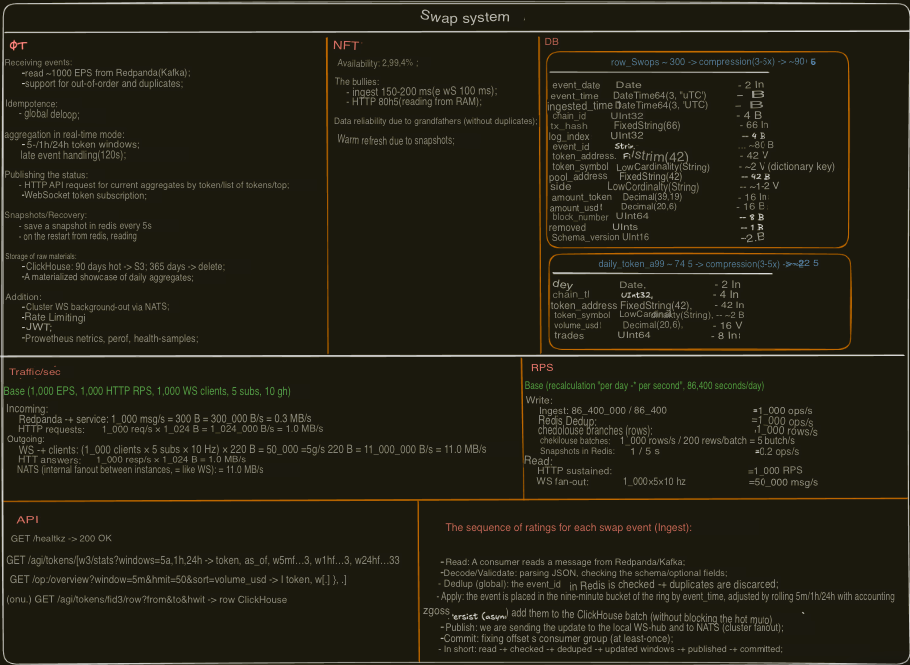 Swap system
ФТ
Receiving events:
-read ~1000 EPS from Redpanda(Kafka);
-support for out-of-order and duplicates;
Idempotence:
- global deloop;
aggregation in real-time mode:
-5-/1h/24h token windows;
late event handling(120s);
Publishing the status:
- HTTP API request for current aggregates by token/list of tokens/top;
-WebSocket token subscription;
Snapshots/Recovery:
- save a snapshot in redis every 5s
- on the restart from redis, reading
Storage of raw materials:
-ClickHouse: 90 days hot -> S3; 365 days -> delete;
-A materialized showcase of daily aggregates;
Addition:
-Cluster WS background-out via NATS;
-Rate Limitingi
-JWT;
-Prowetheus netrics, perof, health-samples;
NFT
Availability: 2,99,4% ;
The bullies:
- ingest 150-200 ms(e wS 100 ms);
- HTTP 80h5(reading from RAM);
Data reliability due to grandfathers (without duplicates);
Warm refresh due to snapshots;
DB
row_Swops ~ 300 -> compression(3-5x) -> ~90 6
event_date Date - 2 In
event_time DateTime64(3, "uTC') - B
ingested_time DateTime64(3, 'UTC) - B
chain_id UInt32 - 4 B
tx_hash FixedString(66) - 66 In
log_index UInt32 -- 4 B
event_id Strin. ... ~80 B
token_address. Fi/strim(42) - 42 V
token_symbol LowCardinality(String) - ~2 V (dictionary key)
pool_address FixedString(42) -- 42 B
side LowCordinality(String) -- ~1-2 V
amount_token Decimal(39,19) - 16 In
amount_usd! Decimal(20,6) - 16 B
block_number UInt64 -- 8 B
removed UInts -- 1 B
Schema_version UInt16 -~2.B
daily_token_a99 ~ 74 5 -> compression(3-5x) ->~22 5
dey Date, - 2 In
chain_tl UInt32, - 4 In
token_address FixedString(42), - 42 In
token_symbol LowCardinality(String), -- ~2 B
volume_usd! Decimal(20,6), - 16 V
trades UInt64 - 8 In
Traffic/sec
Base (1,000 EPS, 1,000 HTTP RPS, 1,000 WS clients, 5 subs, 10 gh)
Incoming:
Redpanda -+ service: 1_000 msg/s = 300 B = 300_000 B/s = 0.3 MB/s
HTTP requests: 1_000 req/s x 1_024 B = 1_024_000 B/s = 1.0 MB/s
Outgoing:
WS -+ clients: (1_000 clients × 5 subs x 10 Hz) × 220 B = 50_000 =5g/s 220 B = 11_000_000 B/s = 11.0 MB/s
HTT answers: 1_000 resp/s × 1_024 B = 1.0 MB/s
NATS (internal fanout between instances, = like WS): = 11.0 MB/s
RPS
Base (recalculation "per day -" per second", 86,400 seconds/day)
Write:
Ingest: 86_400_000 / 86_400 =1_000 ops/s
Redis Dedup: =1_000 ops/s
chedolouse branches (rows): -1_000 rows/s
chekilouse batches: 1_000 rows/s / 200 rews/batch = 5 butch/s
Snapshots in Redis: 1 / 5 s =0.2 ops/s
Read:
HTTP sustained: =1_000 RPS
WS fan-out: 1_000×5×10 hz =50_000 msg/s
API
GET /healtkz -> 200 OK
GET /agi/tokens/[w3/stats?windows=5a,1h,24h -> token, as_of, w5mf...3, w1hf...3, w24hf...33
GET /op:/overview?window=5m&hmit=50&sort=volume_usd -> I token, w[.] }, .]
(onu.) GET /agi/tokens/fid3/row?from&to&hwit -> row ClickHouse
The sequence of ratings for each swap event (Ingest):
- Read: A consumer reads a message from Redpanda/Kafka;
-Decode/Valicdate: parsing JSON, checking the schema/optional fields;
- Dedlup (global): the event_id in Redis is checked -+ duplicates are discarced;
- Apply: the event is placed in the nine-minute bucket of the ring by event_time, adjusted by rolling 5m/1h/24h with accounting
zgoss .ersist (asyn) add them to the ClickHouse batch (without blocking the hot mulo)
-Publish: we are sending the update to the local WS-hub and to NATS (cluster fanout);
-Commit: fixing offset s consumer group (at least-once);
- In short: read -+ checked -+ deduped -+ updated windows -+ published -+ committed;